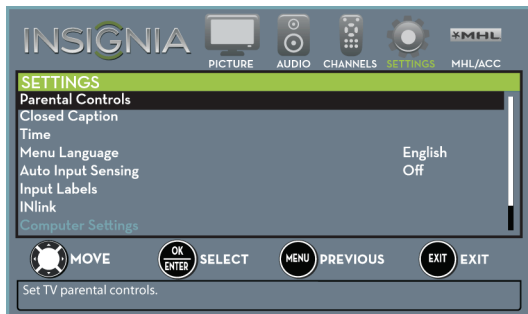 INSIGNIA
PICTURE AUDIO CHANNELS SETTINGS MHL/ACC
MHL
SETTINGS
Parental Controls
Closed Caption
Time
Menu Language English
Auto Input Sensing Off
Input Labels
INlink
Computer Settings
MOVE OK ENTER SELECT MENU PREVIOUS EXIT EXIT
Set TV parental controls.